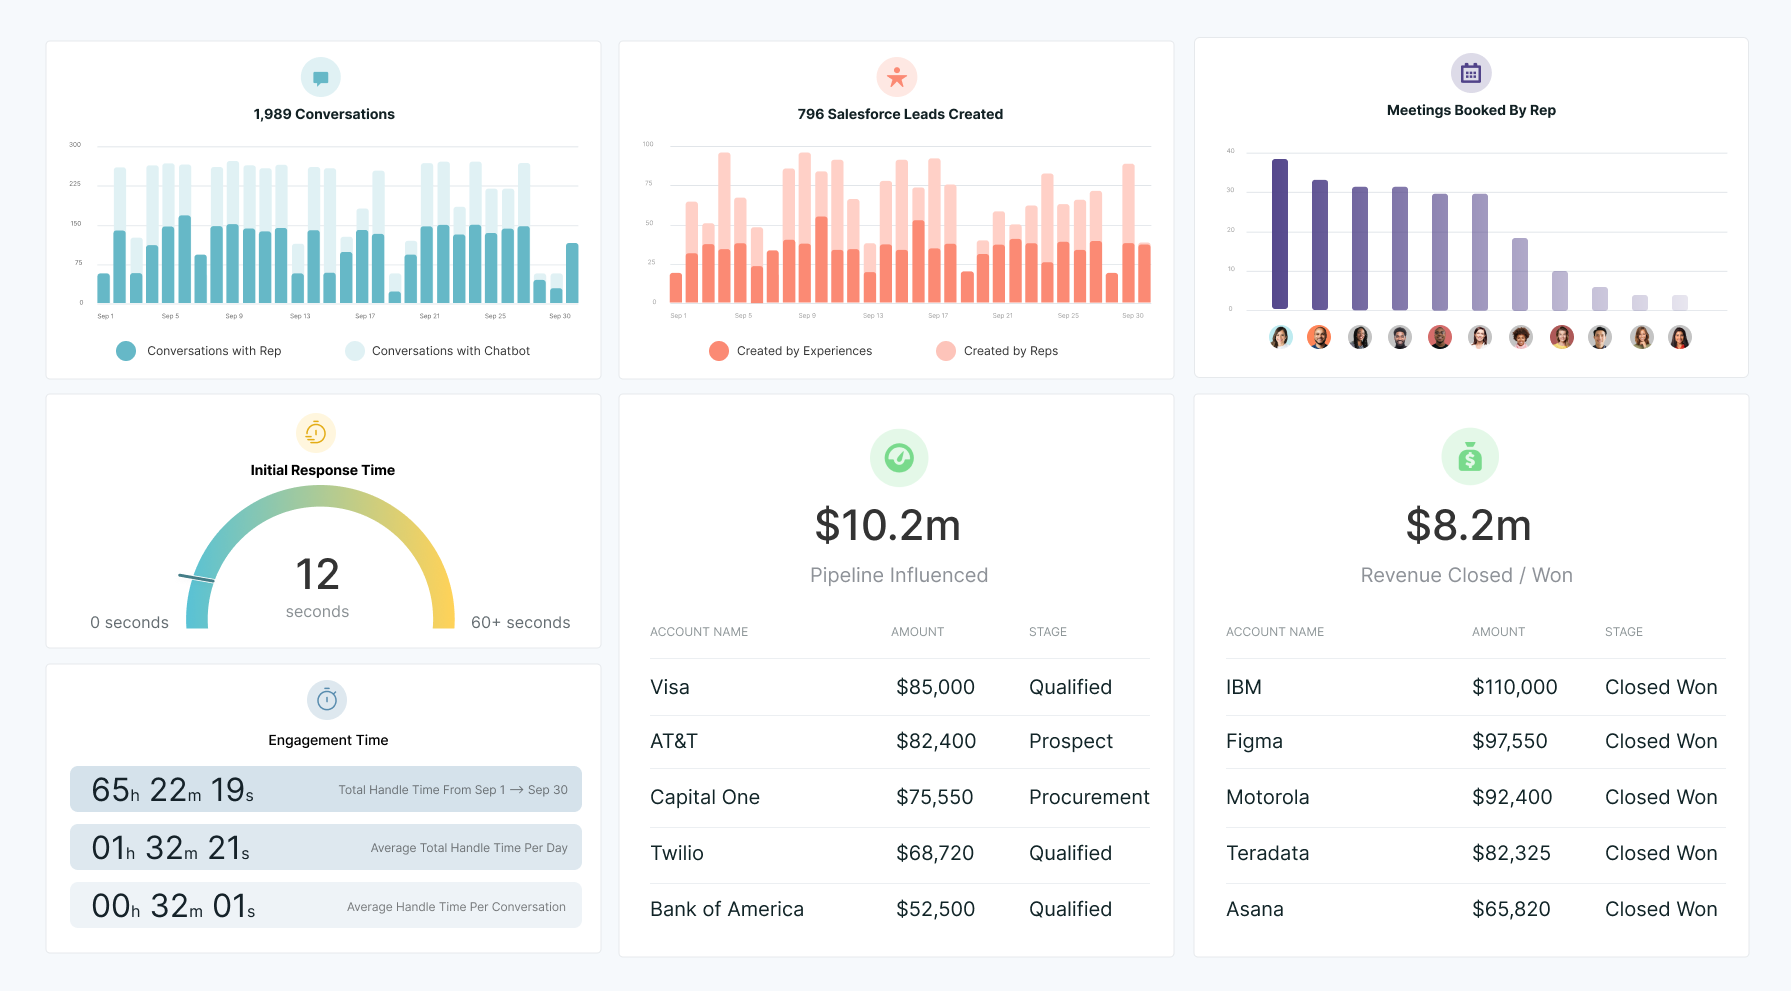 1,989 Conversations
300
225
150
75
0
Sep 1 Sep 5 Sep 9 Sep 13 Sep 17 Sep 21 Sep 25 Sep 30
Conversations with Rep Conversations with Chatbot
796 Salesforce Leads Created
100
75
50
25
0
Sep 1 Sep 5 Sep 9 Sep 13 Sep 17 Sep 21 Sep 25 Sep 30
Created by Experiences Created by Reps
Meetings Booked By Rep
40
30
20
10
0
Initial Response Time
12
seconds
0 seconds 60+ seconds
Engagement Time
65h 22m 19s Total Handle Time From Sep 1 → Sep 30
01h 32m 21s Average Total Handle Time Per Day
00h 32m 01s Average Handle Time Per Conversation
$10.2m
Pipeline Influenced
ACCOUNT NAME AMOUNT STAGE
Visa $85,000 Qualified
AT&T $82,400 Prospect
Capital One $75,550 Procurement
Twilio $68,720 Qualified
Bank of America $52,500 Qualified
$
$8.2m
Revenue Closed / Won
ACCOUNT NAME AMOUNT STAGE
IBM $110,000 Closed Won
Figma $97,550 Closed Won
Motorola $92,400 Closed Won
Teradata $82,325 Closed Won
Asana $65,820 Closed Won